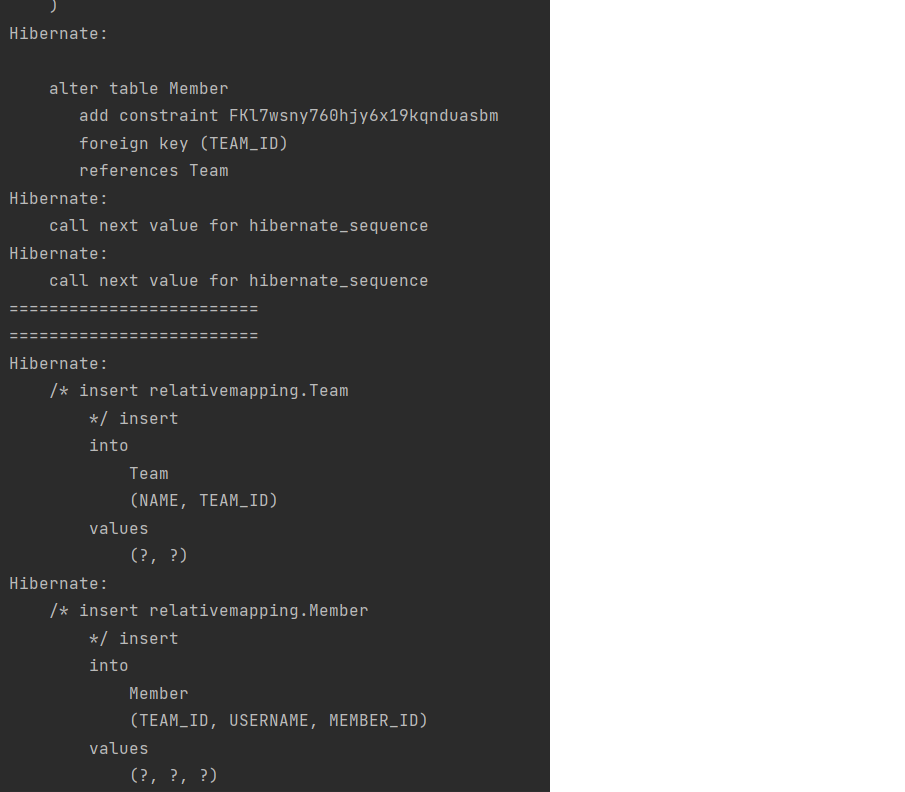 )
Hibernate:
alter table Member
add constraint FKl7wsny760hjy6x19kqnduasbm
foreign key (TEAM_ID)
references Team
Hibernate:
call next value for hibernate_sequence
Hibernate:
call next value for hibernate_sequence
=========================
=========================
Hibernate:
/* insert relativemapping.Team
*/ insert
into
Team
(NAME, TEAM_ID)
values
(?, ?)
Hibernate:
/* insert relativemapping.Member
*/ insert
into
Member
(TEAM_ID, USERNAME, MEMBER_ID)
values
(?, ?, ?)